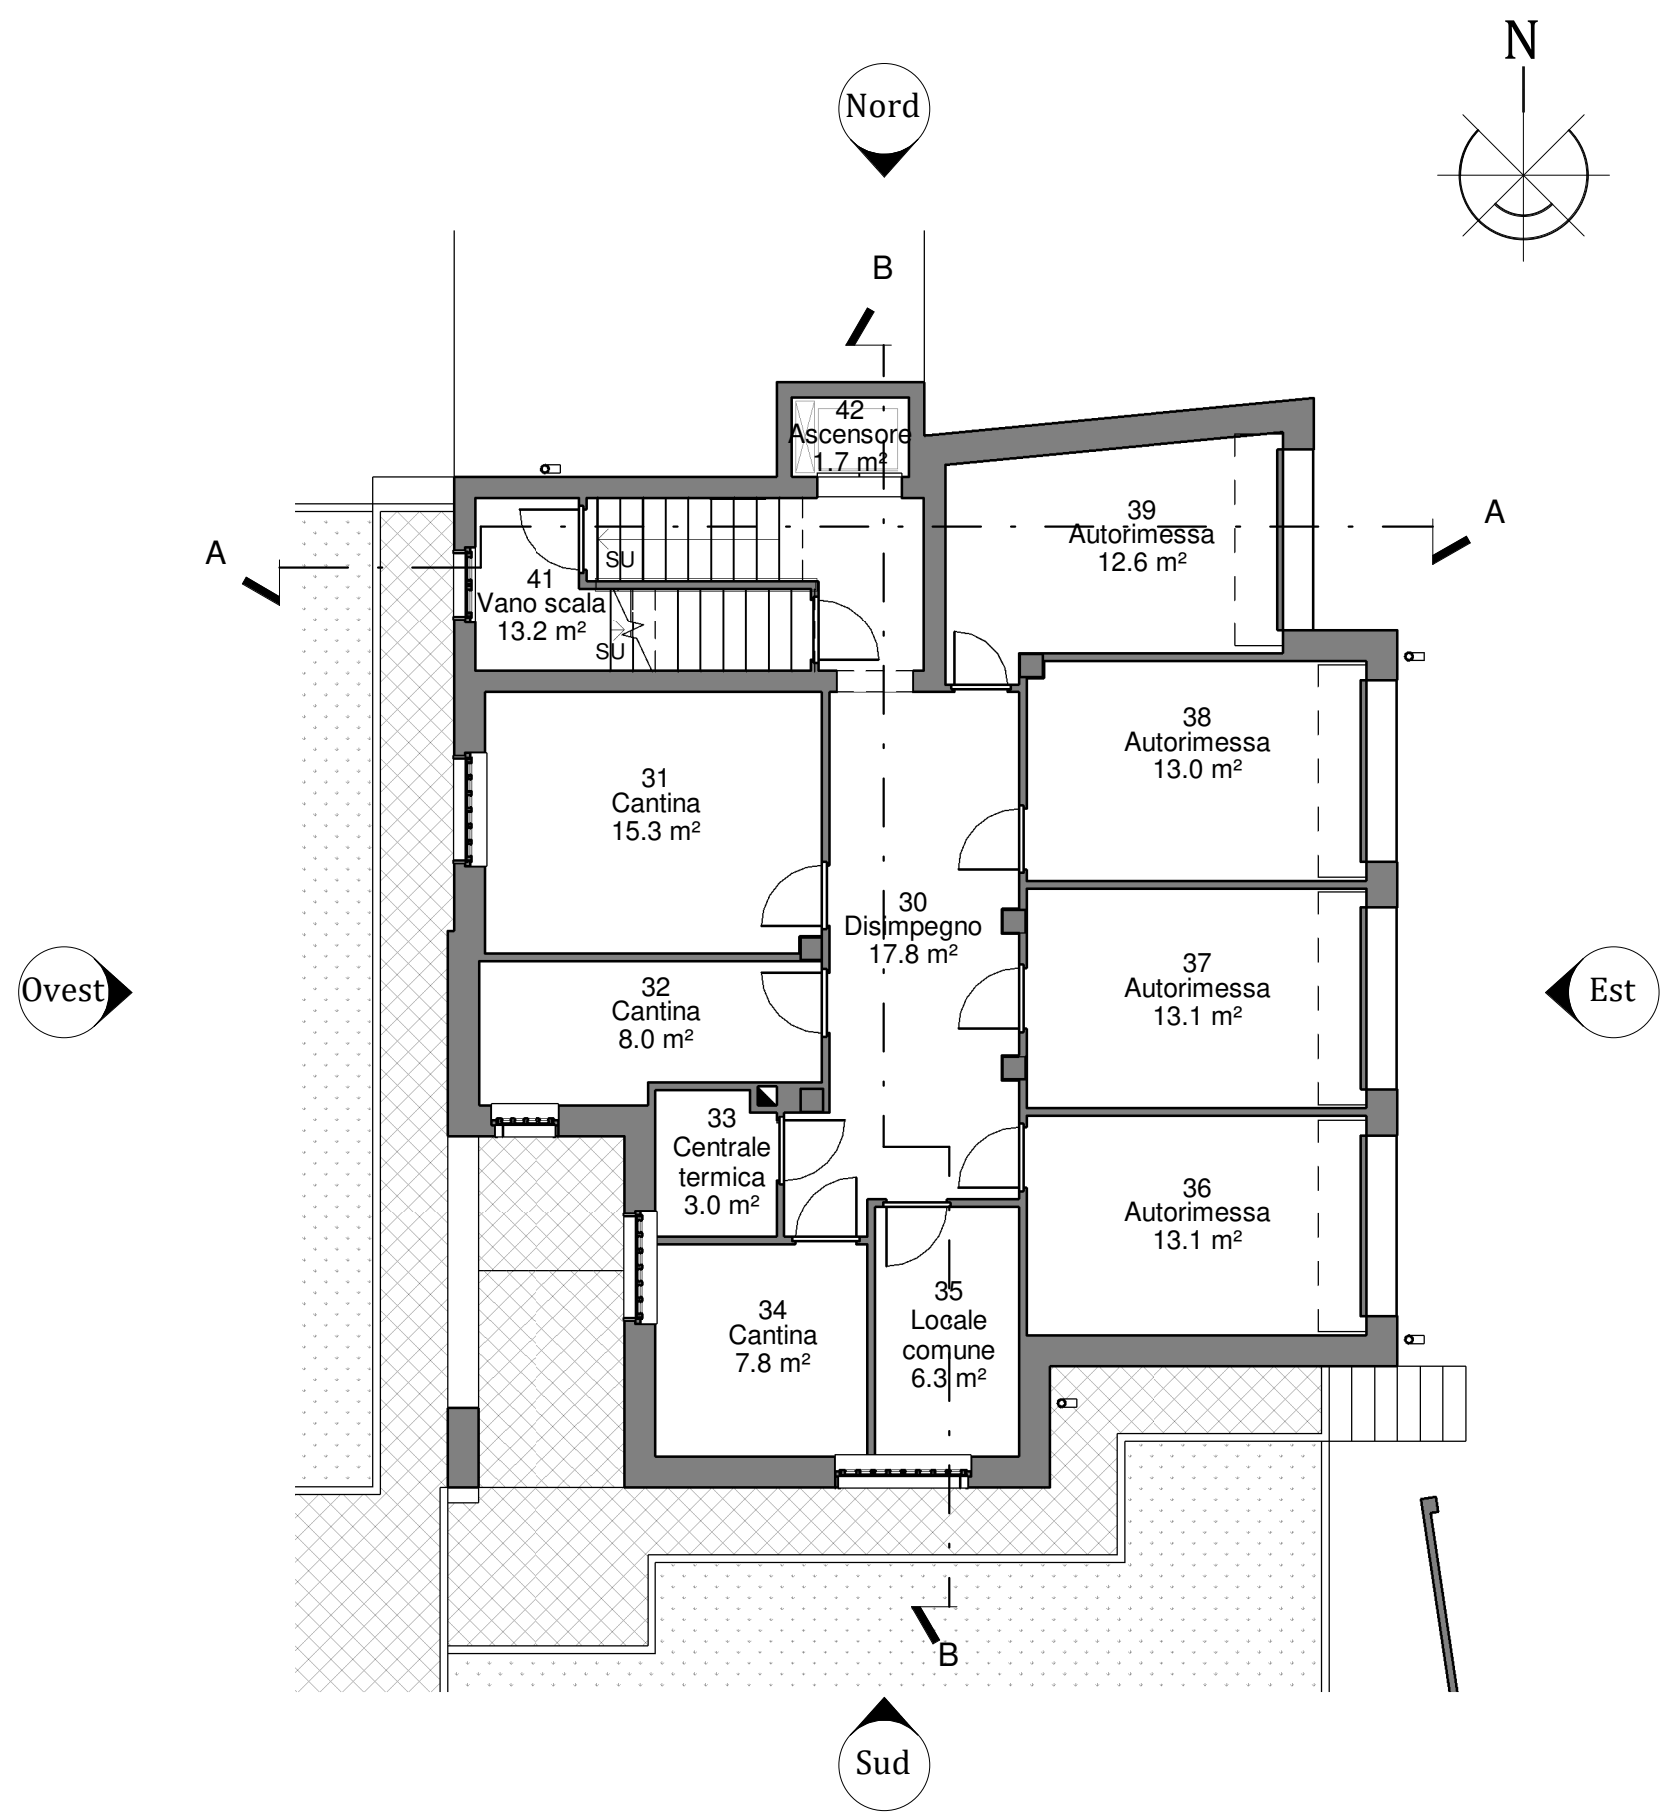 N
Nord
B
42
Ascensore
1.7 m²
39
Autorimessa
12.6 m²
A
A
SU
41
Vano scala
13.2 m²
SU
38
Autorimessa
13.0 m²
31
Cantina
15.3 m²
30
Disimpegno
17.8 m²
37
Autorimessa
13.1 m²
Ovest
Est
32
Cantina
8.0 m²
33
Centrale
termica
3.0 m²
36
Autorimessa
13.1 m²
35
Locale
comune
6.3 m²
34
Cantina
7.8 m²
B
Sud